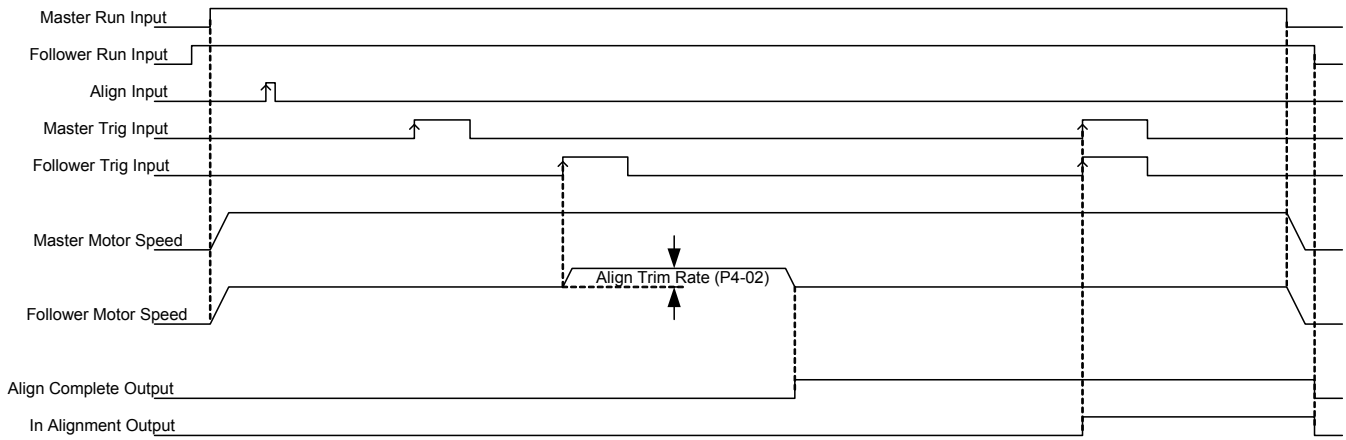 Master Run Input
Follower Run Input
Align Input
Master Trig Input
Follower Trig Input
Master Motor Speed
Align Trim Rate (P4-02)
Follower Motor Speed
Align Complete Output
In Alignment Output